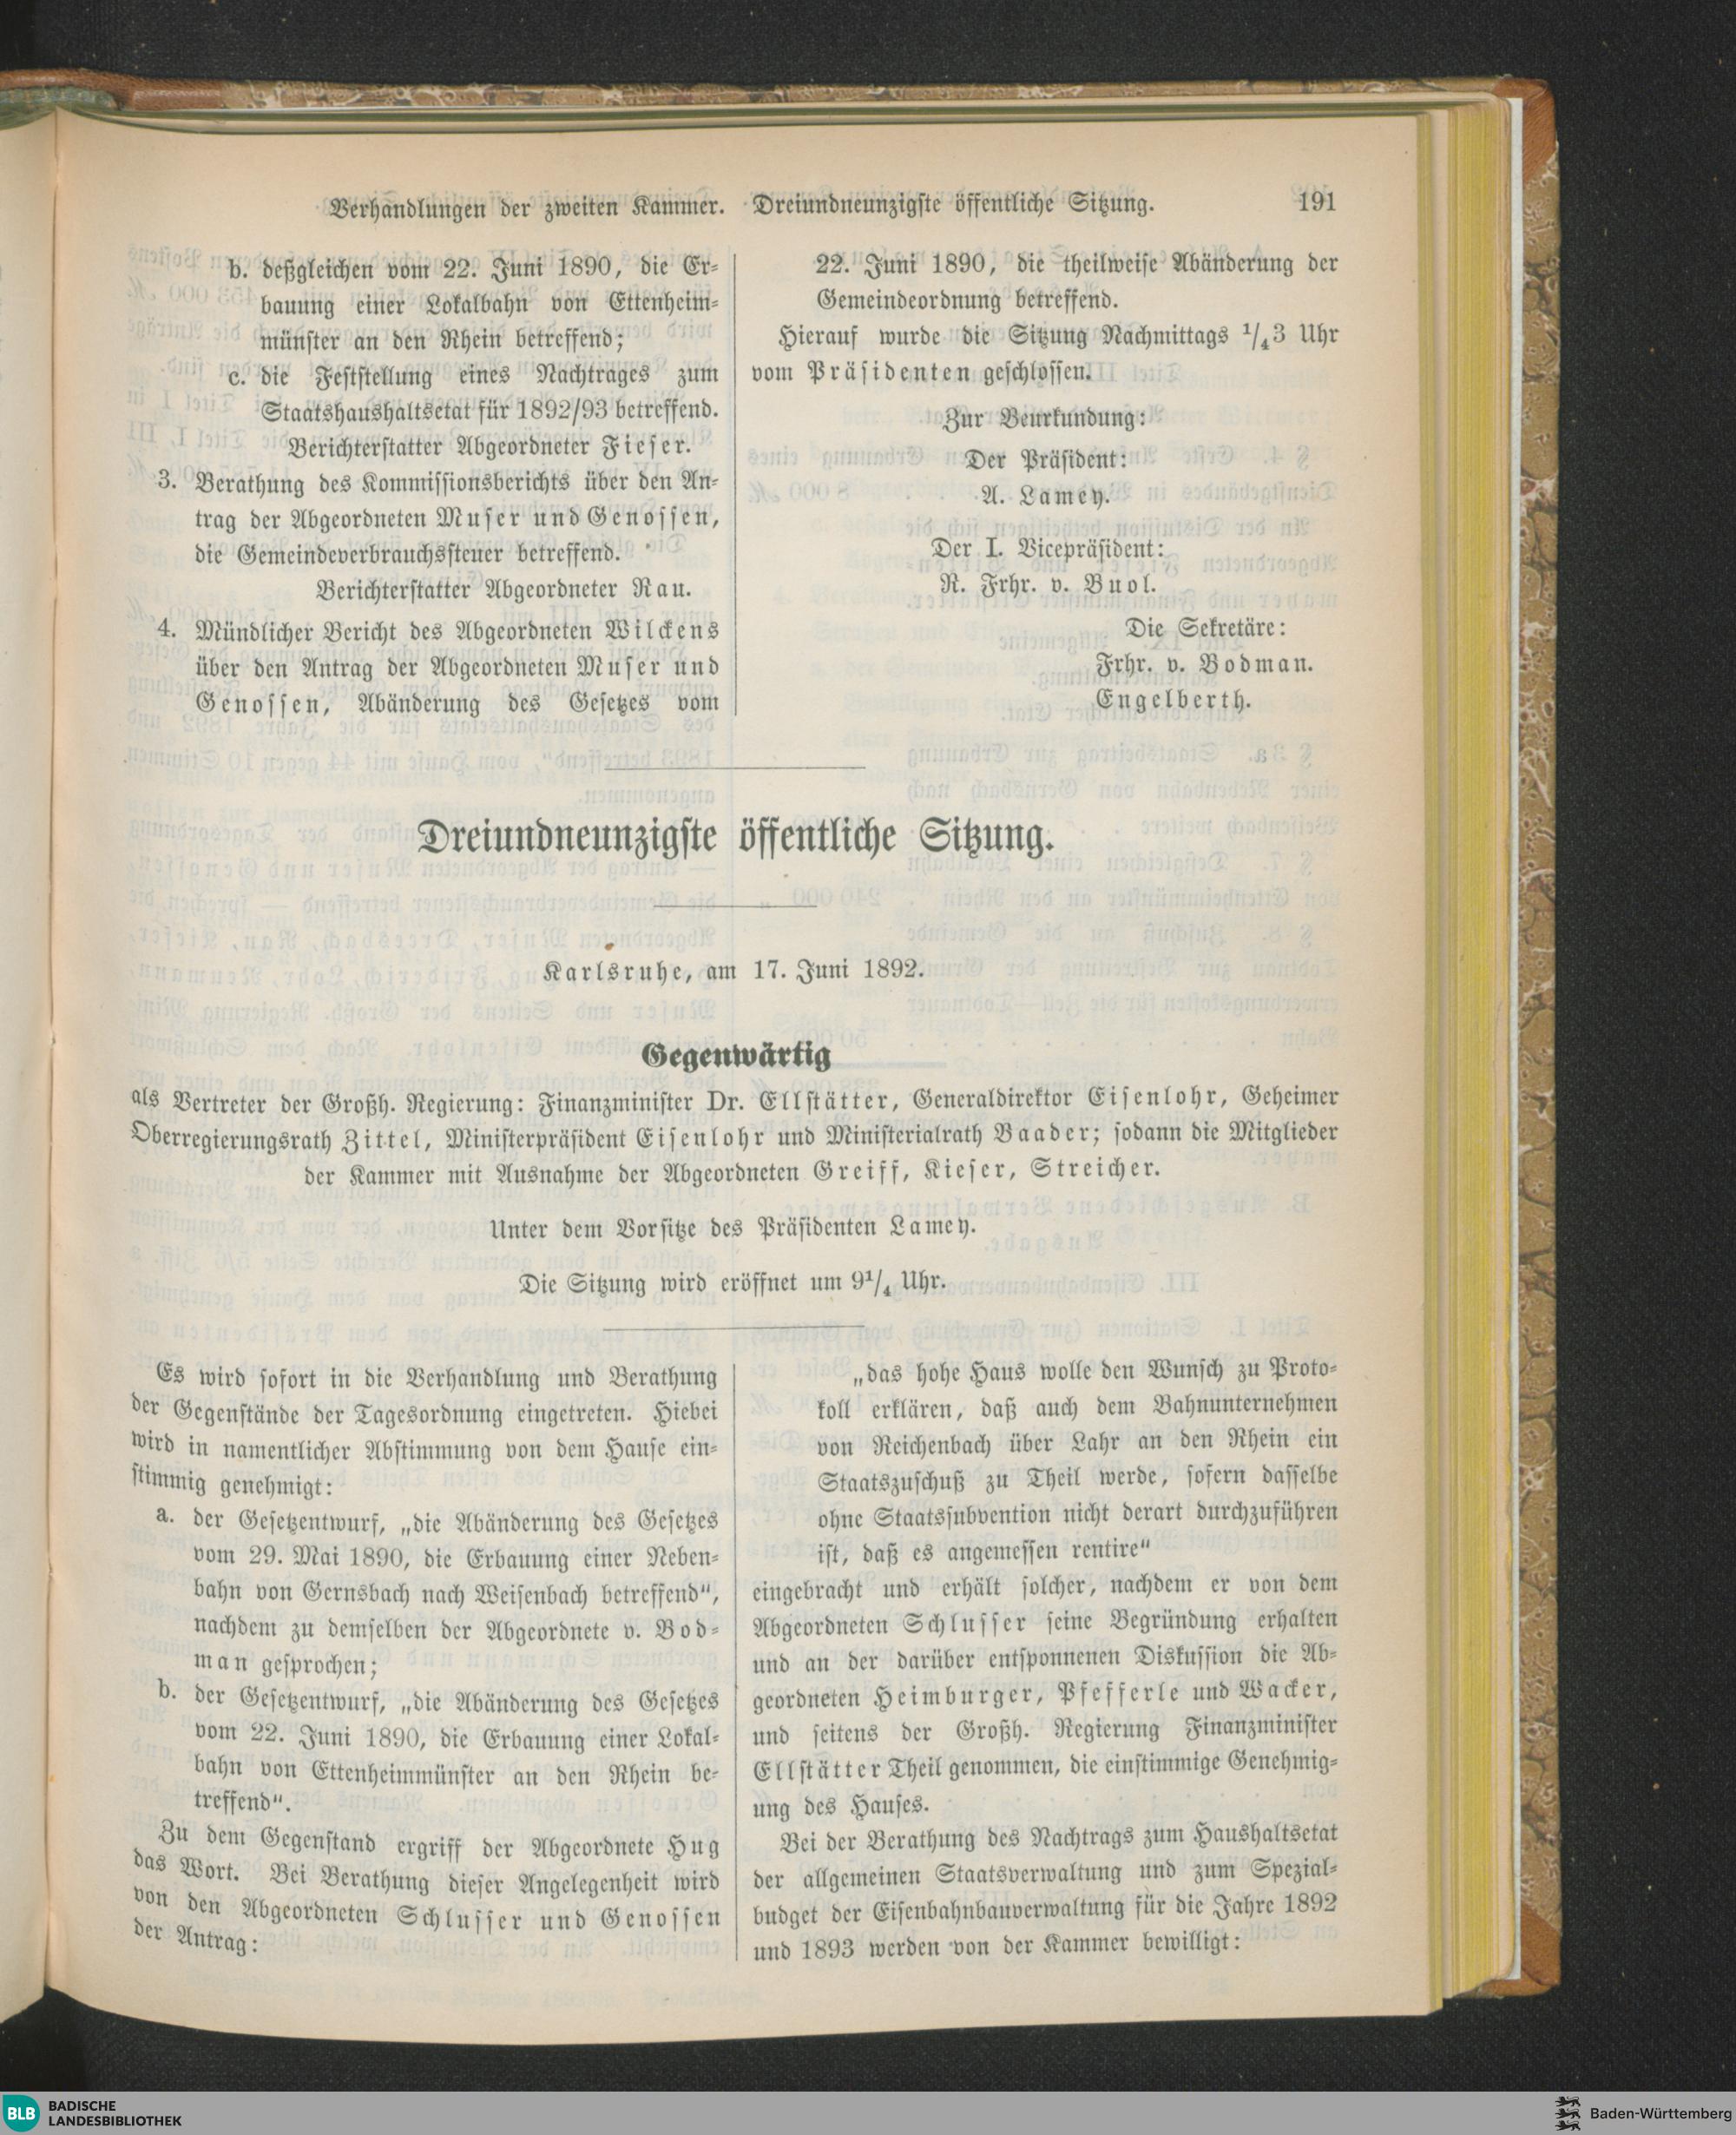 Verhandlungen der zweiten Kammer. Dreiundneunzigste öffentliche Sitzung. 191
b. deßgleichen vom 22. Juni 1890, die Er-
bauung einer Lokalbahn von Ettenheim-
münster an den Rhein betreffend;
c. die Feststellung eines Nachtrages zum
Staatshaushaltsetat für 1892/93 betreffend.
Berichterstatter Abgeordneter Fieser.
3. Berathung des Kommissionsberichts über den An-
trag der Abgeordneten Muser und Genossen,
die Gemeindeverbrauchssteuer betreffend.
Berichterstatter Abgeordneter Rau.
4. Mündlicher Bericht des Abgeordneten Wilckens
über den Antrag der Abgeordneten Muser und
Genossen, Abänderung des Gesetzes vom
22. Juni 1890, die theilweise Abänderung der
Gemeindeordnung betreffend.
Hierauf wurde die Sitzung Nachmittags 1/4 3 Uhr
vom Präsidenten geschlossen.
Zur Beurkundung:
Der Präsident:
A. Lamey.
Der I. Vicepräsident:
R. Frhr. v. Buol.
Die Sekretäre:
Frhr. v. Bodman.
Engelberth.
Dreiundneunzigste öffentliche Sitzung.
Karlsruhe, am 17. Juni 1892.
Gegenwärtig
als Vertreter der Großh. Regierung: Finanzminister Dr. Ellstätter, Generaldirektor Eisenlohr, Geheimer
Oberregierungsrath Zittel, Ministerpräsident Eisenlohr und Ministerialrath Baader; sodann die Mitglieder
der Kammer mit Ausnahme der Abgeordneten Greiff, Kieser, Streicher.
Unter dem Vorsitze des Präsidenten Lamey.
Die Sitzung wird eröffnet um 9 1/4 Uhr.
Es wird sofort in die Verhandlung und Berathung
der Gegenstände der Tagesordnung eingetreten. Hiebei
wird in namentlicher Abstimmung von dem Hause ein-
stimmig genehmigt:
a. der Gesetzentwurf, „die Abänderung des Gesetzes
vom 29. Mai 1890, die Erbauung einer Neben-
bahn von Gernsbach nach Weisenbach betreffend",
nachdem zu demselben der Abgeordnete v. Bod-
man gesprochen;
b. der Gesetzentwurf, „die Abänderung des Gesetzes
vom 22. Juni 1890, die Erbauung einer Lokal-
bahn von Ettenheimmünster an den Rhein be-
treffend".
Zu dem Gegenstand ergriff der Abgeordnete Hug
das Wort. Bei Berathung dieser Angelegenheit wird
von den Abgeordneten Schlusser und Genossen
der Antrag:
„das hohe Haus wolle den Wunsch zu Proto-
koll erklären, daß auch dem Bahnunternehmen
von Reichenbach über Lahr an den Rhein ein
Staatszuschuß zu Theil werde, sofern dasselbe
ohne Staatssubvention nicht derart durchzuführen
ist, daß es angemessen rentire"
eingebracht und erhält solcher, nachdem er von dem
Abgeordneten Schlusser seine Begründung erhalten
und an der darüber entsponnenen Diskussion die Ab-
geordneten Heimburger, Pfefferle und Wacker,
und seitens der Großh. Regierung Finanzminister
Ellstätter Theil genommen, die einstimmige Genehmig-
ung des Hauses.
Bei der Berathung des Nachtrags zum Haushaltsetat
der allgemeinen Staatsverwaltung und zum Spezial-
budget der Eisenbahnbauverwaltung für die Jahre 1892
und 1893 werden von der Kammer bewilligt:
BLB BADISCHE
LANDESBIBLIOTHEK
Baden-Württemberg